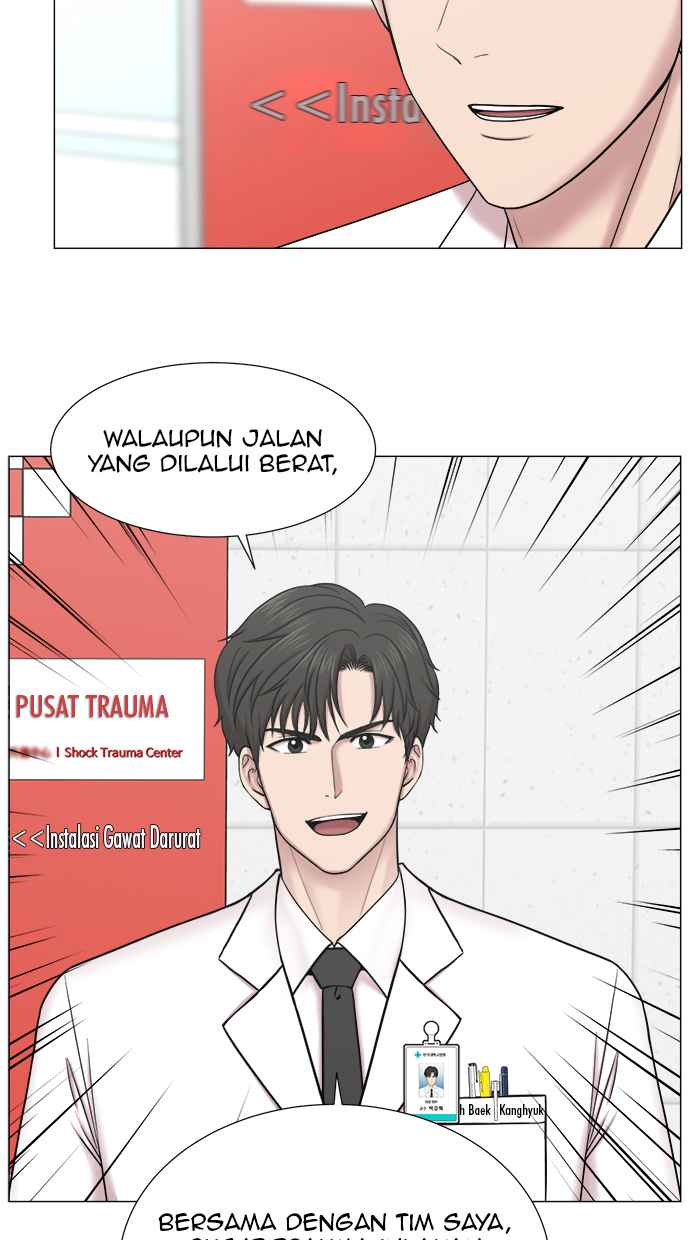 <<Insta
WALAUPUN JALAN
YANG DILALUI BERAT,
PUSAT TRAUMA
| Shock Trauma Center
<<Instalasi Gawat Darurat
h Baek Kanghyuk
BERSAMA DENGAN TIM SAYA,